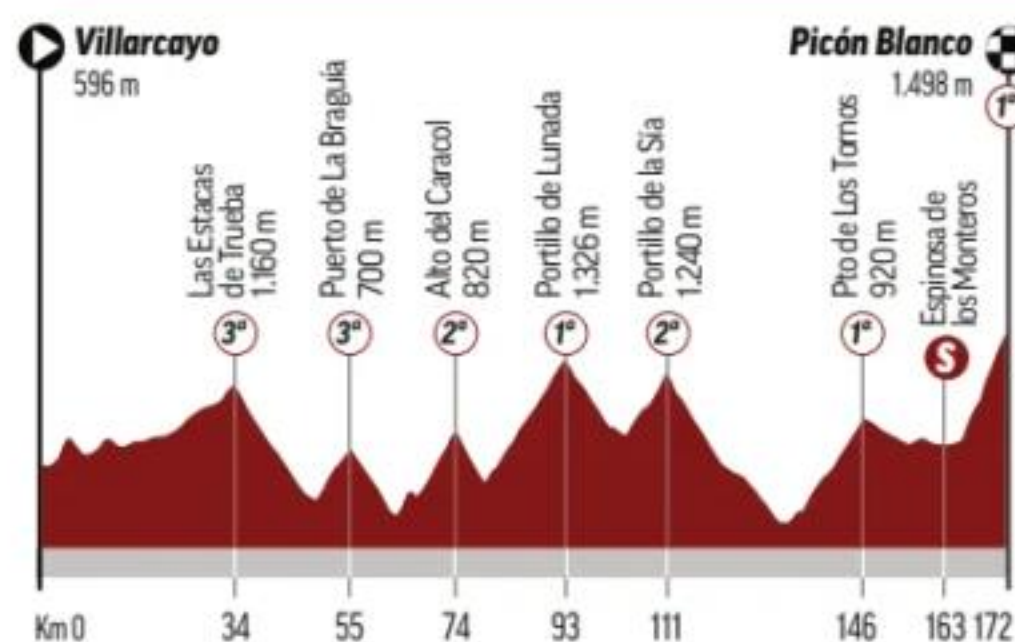 Villarcayo
596 m
Picón Blanco
1.498 m
1ª
Las Estacas
de Trueba
1.160 m
3ª
Puerto de La Braguía
700 m
3ª
Alto del Caracol
820 m
2ª
Portillo de Lunada
1.326 m
1ª
Portillo de la Sía
1.240 m
2ª
Pto de Los Tornos
920 m
1ª
Espinosa de
los Monteros
S
Km 0 34 55 74 93 111 146 163 172